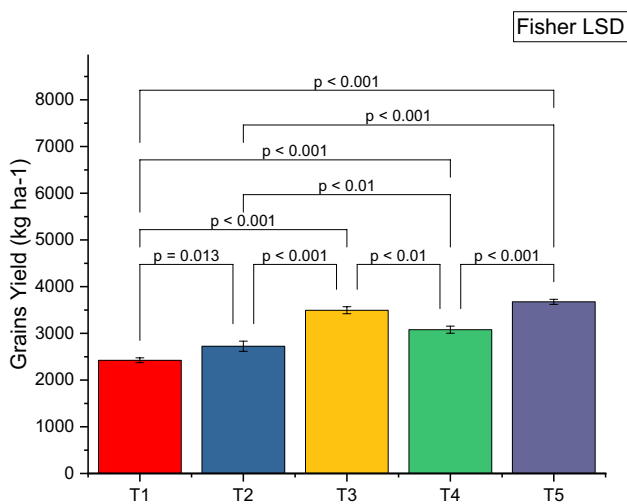 Fisher LSD
p < 0.001
8000
p < 0.001
7000
p < 0.001
6000
p < 0.01
p < 0.001
5000
p = 0.013 p < 0.001 p < 0.01 p < 0.001
4000
3000
2000
1000
0
Grains Yield (kg ha-1)
T1 T2 T3 T4 T5